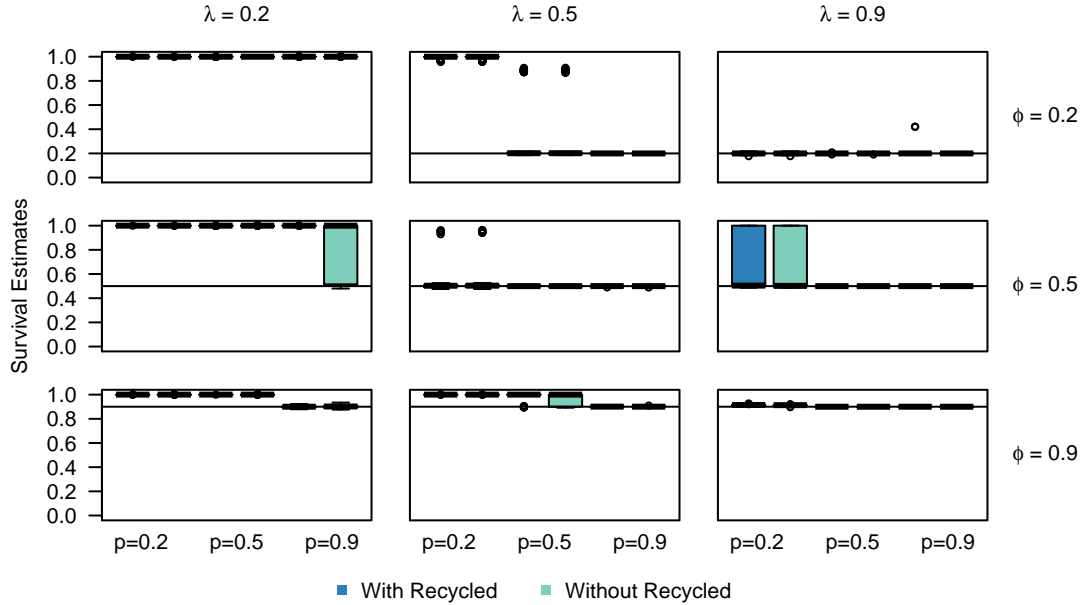 λ = 0.2 λ = 0.5 λ = 0.9
1.0
0.8
0.6
0.4
0.2
0.0
ϕ = 0.2
Survival Estimates
1.0
0.8
0.6
0.4
0.2
0.0
ϕ = 0.5
1.0
0.8
0.6
0.4
0.2
0.0
ϕ = 0.9
p=0.2 p=0.5 p=0.9 p=0.2 p=0.5 p=0.9 p=0.2 p=0.5 p=0.9
With Recycled Without Recycled